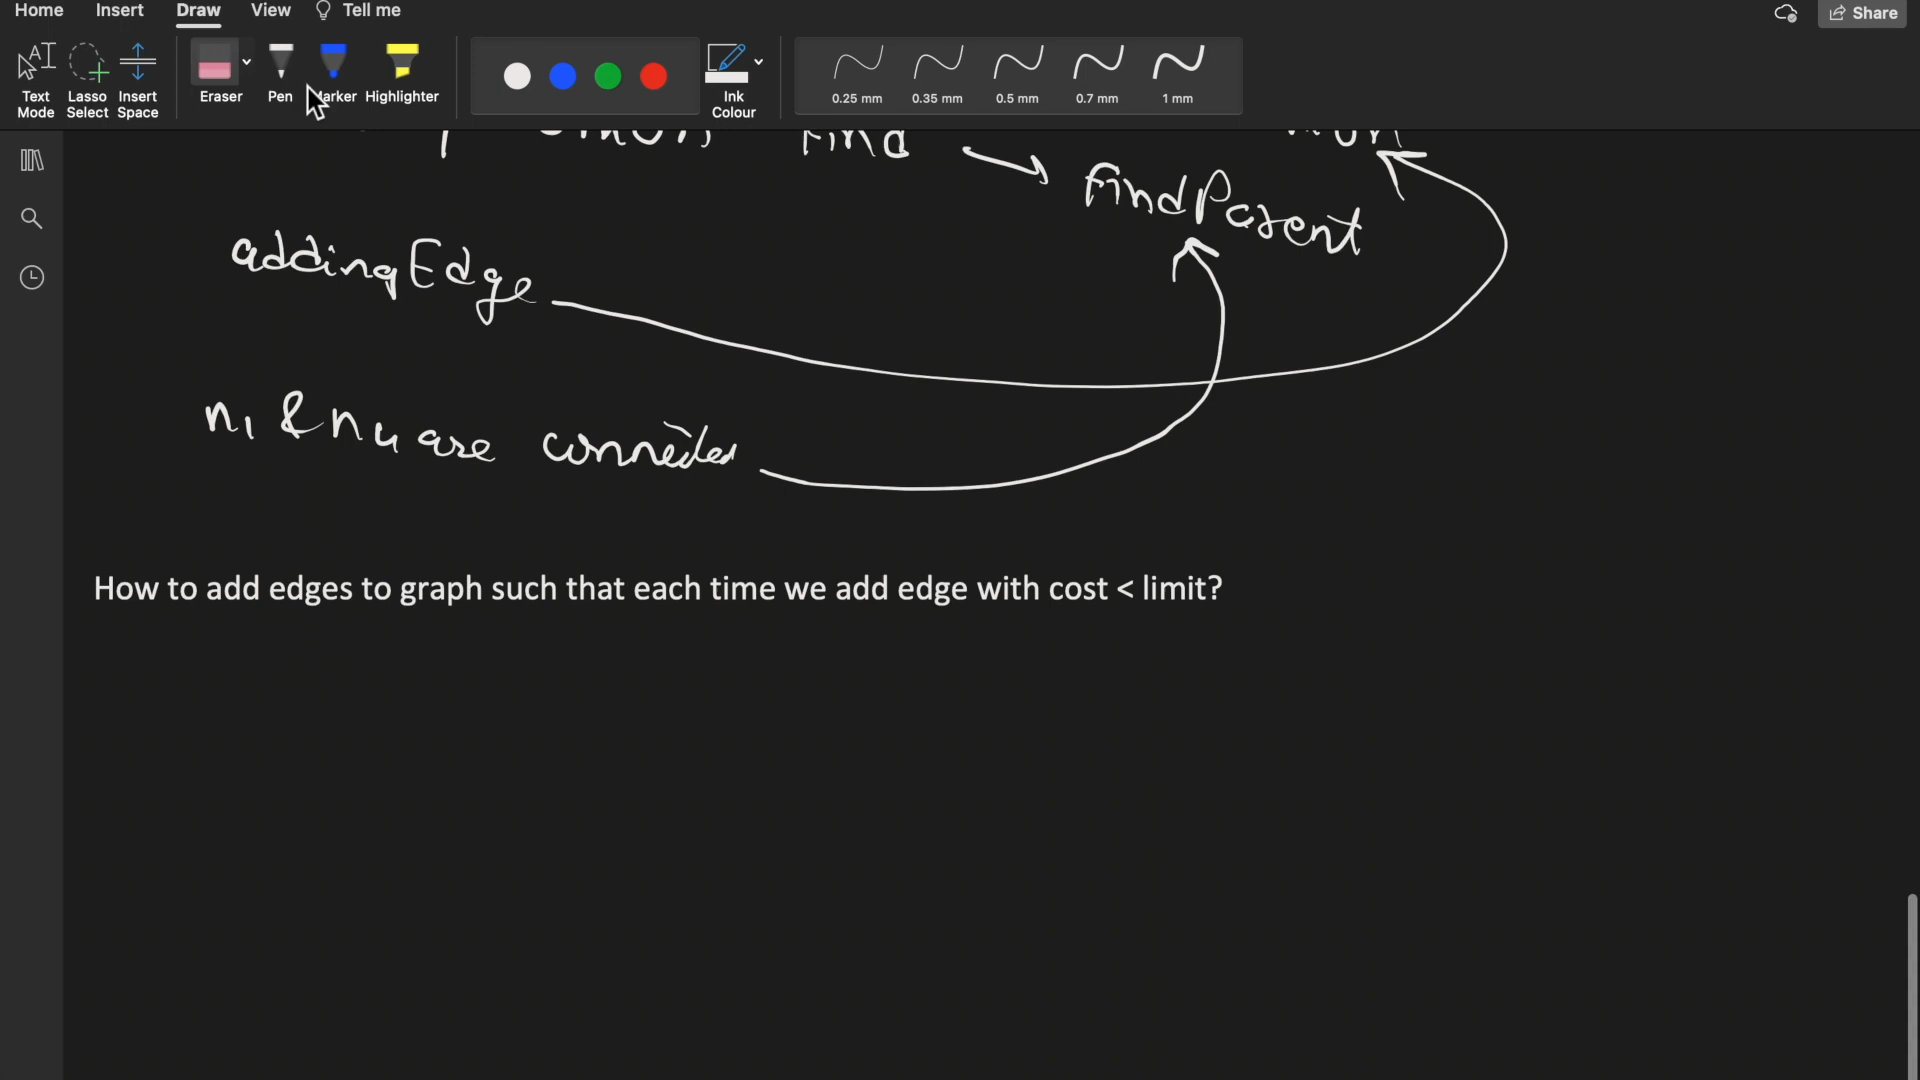 Home Insert Draw View Tell me
Share
Text Mode
Lasso Select
Insert Space
Eraser
Pen
Marker
Highlighter
Ink Colour
0.25 mm
0.35 mm
0.5 mm
0.7 mm
1 mm
find
findParent
addingEdge
n1 & n4 are connected
How to add edges to graph such that each time we add edge with cost < limit?